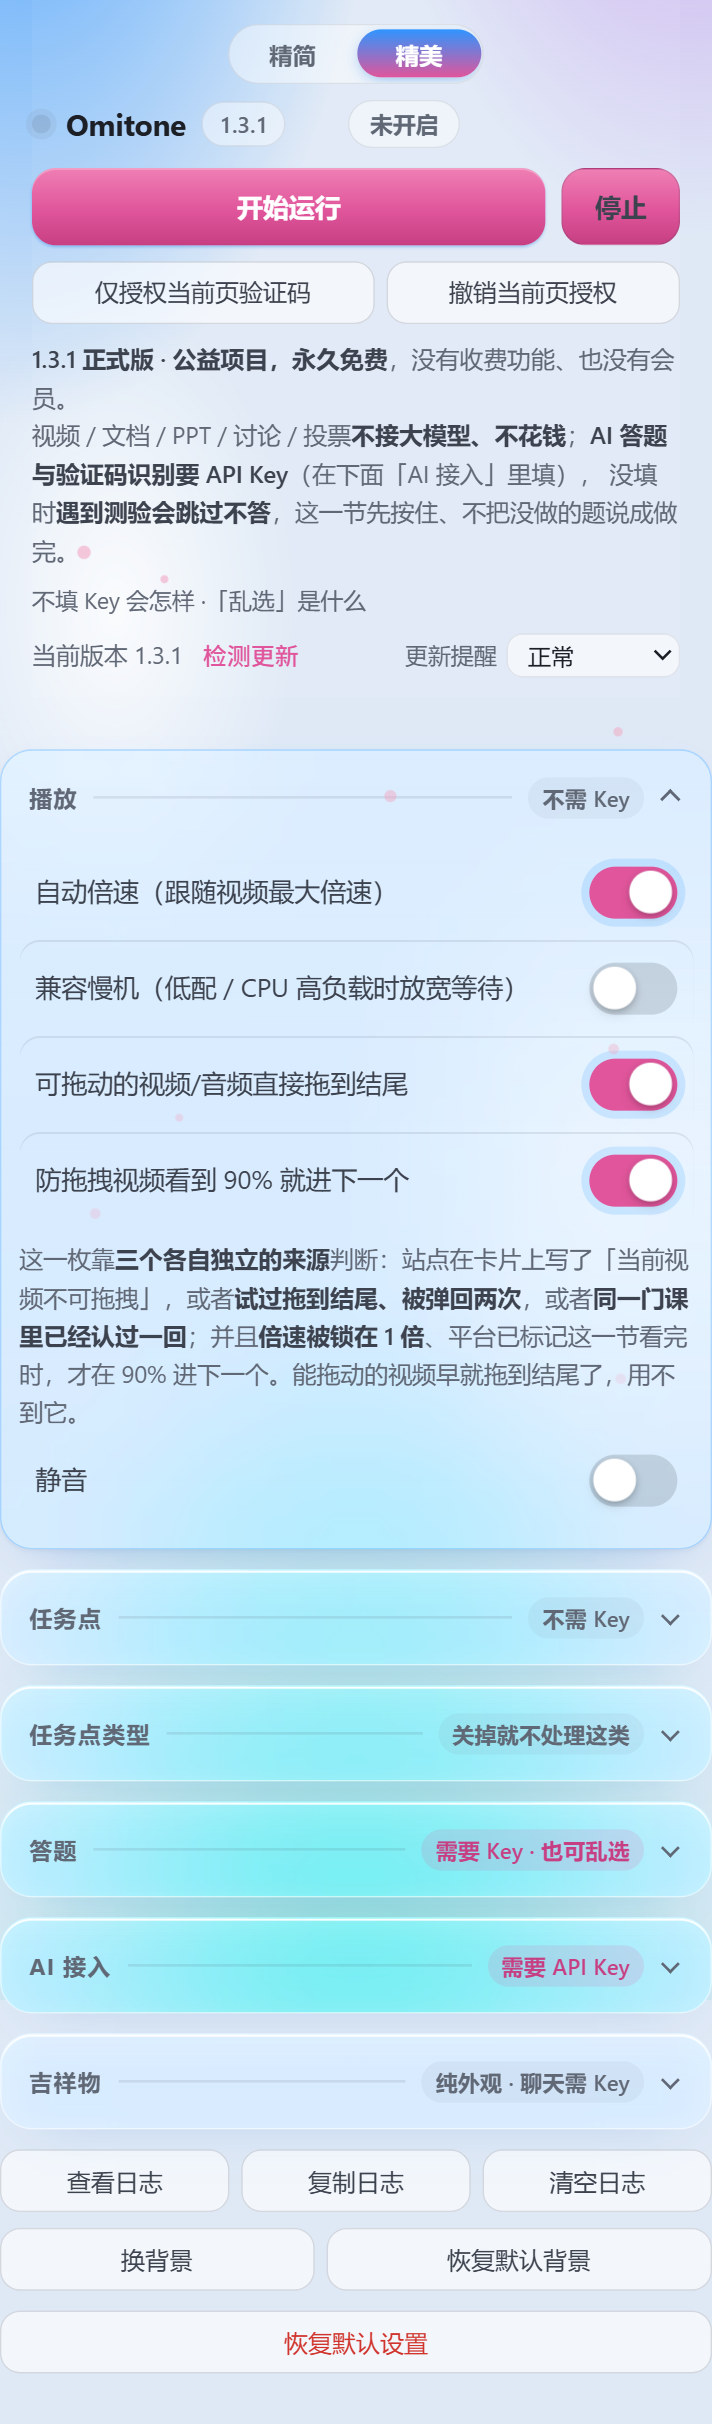 精简
精美
Omitone
1.3.1
未开启
开始运行
停止
仅授权当前页验证码
撤销当前页授权
1.3.1 正式版 · 公益项目，永久免费，没有收费功能、也没有会
员。
视频 / 文档 / PPT / 讨论 / 投票不接大模型、不花钱；AI 答题
与验证码识别要 API Key（在下面「AI 接入」里填），没填
时遇到测验会跳过不答，这一节先按住、不把没做的题说成做
完。
不填 Key 会怎样 ·「乱选」是什么
当前版本 1.3.1
检测更新
更新提醒
正常
播放
不需 Key
自动倍速（跟随视频最大倍速）
兼容慢机（低配 / CPU 高负载时放宽等待）
可拖动的视频/音频直接拖到结尾
防拖拽视频看到 90% 就进下一个
这一枚靠三个各自独立的来源判断：站点在卡片上写了「当前视
频不可拖拽」，或者试过拖到结尾、被弹回两次，或者同一门课
里已经认过一回；并且倍速被锁在 1 倍、平台已标记这一节看完
时，才在 90% 进下一个。能拖动的视频早就拖到结尾了，用不
到它。
静音
任务点
不需 Key
任务点类型
关掉就不处理这类
答题
需要 Key · 也可乱选
AI 接入
需要 API Key
吉祥物
纯外观 · 聊天需 Key
查看日志
复制日志
清空日志
换背景
恢复默认背景
恢复默认设置